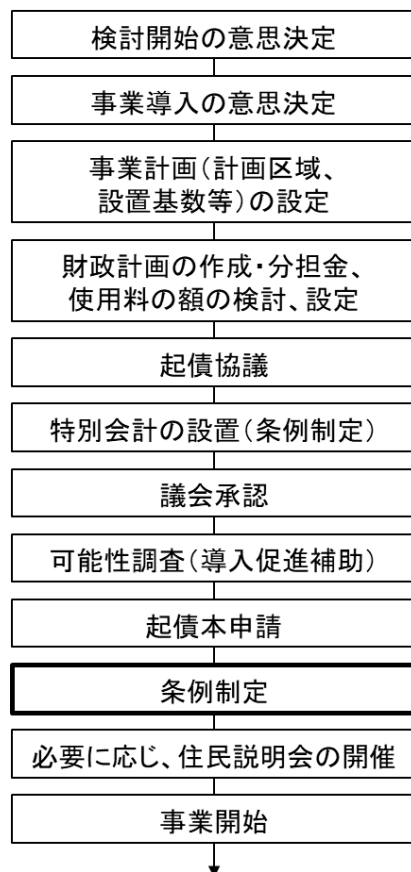 検討開始の意思決定
事業導入の意思決定
事業計画(計画区域、
設置基数等)の設定
財政計画の作成・分担金、
使用料の額の検討、設定
起債協議
特別会計の設置(条例制定)
議会承認
可能性調査(導入促進補助)
起債本申請
条例制定
必要に応じ、住民説明会の開催
事業開始